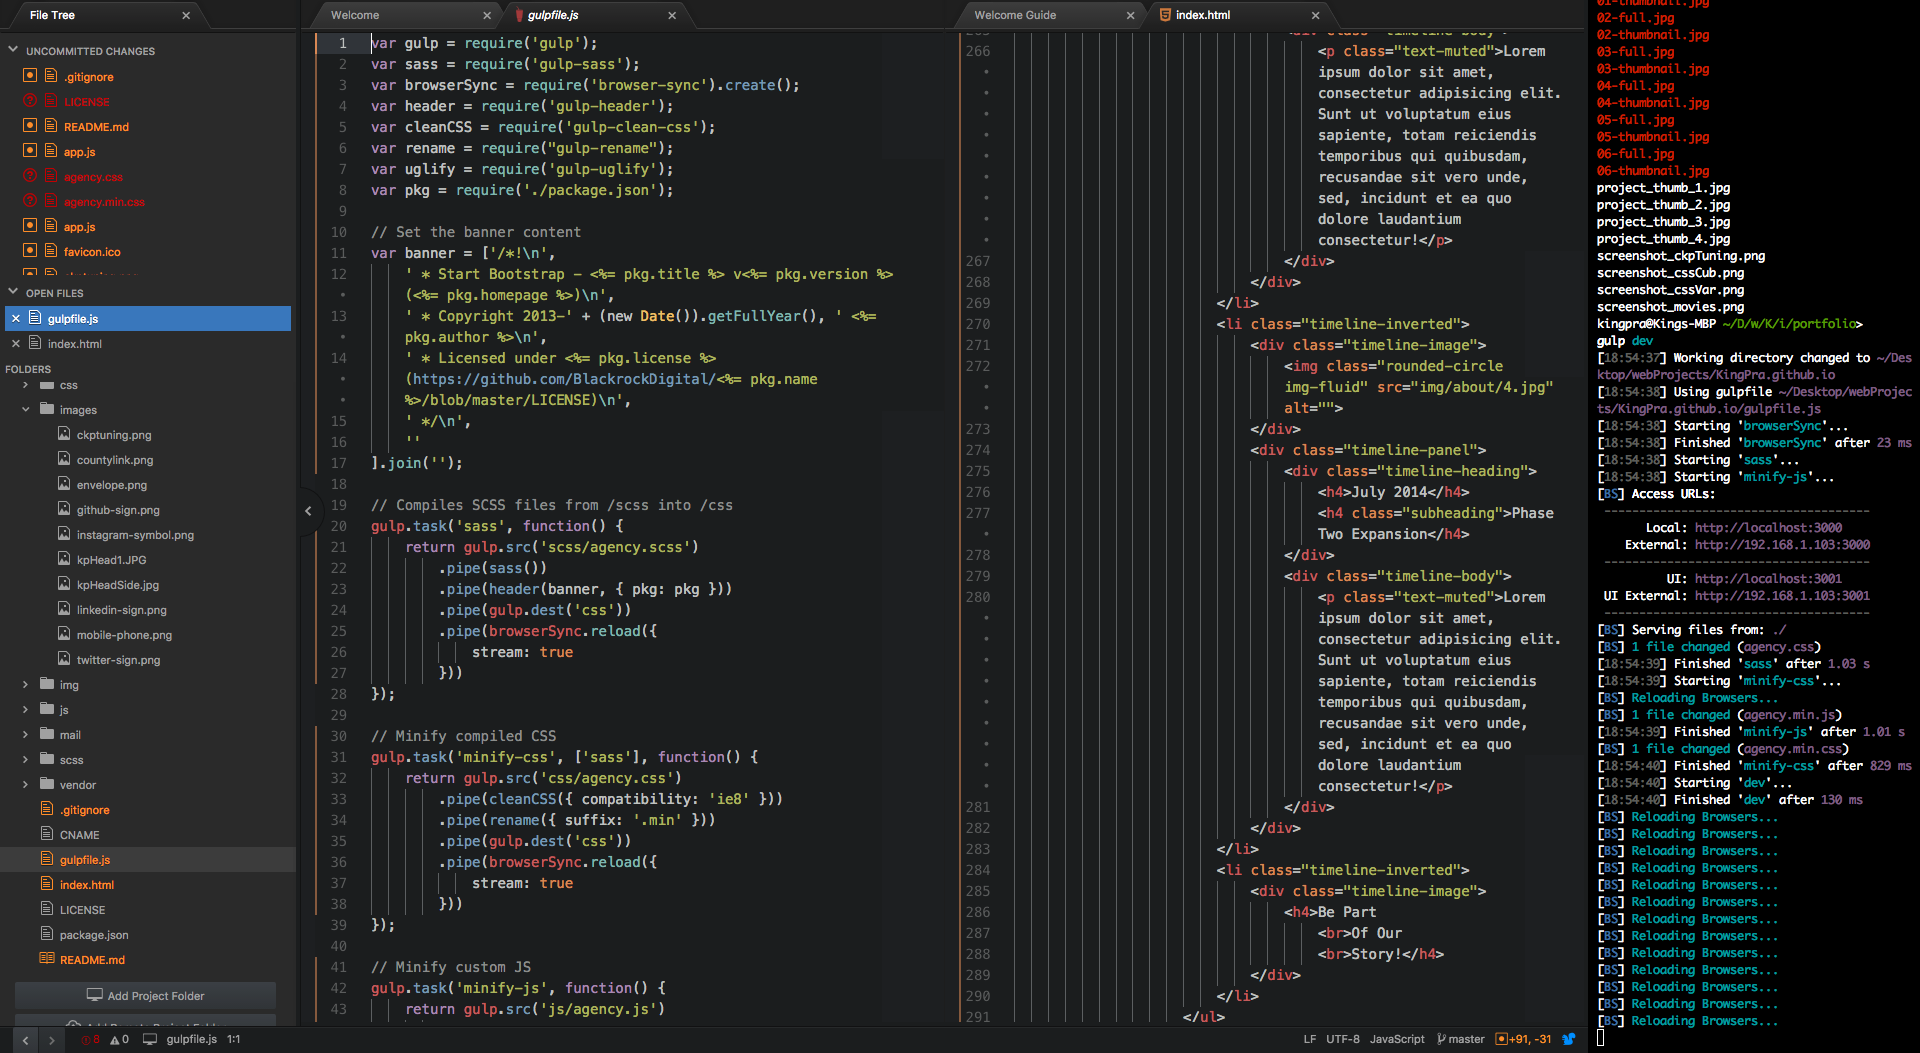 File Tree
UNCOMMITTED CHANGES
.gitignore
LICENSE
README.md
app.js
agency.css
agency.min.css
app.js
favicon.ico
OPEN FILES
gulpfile.js
index.html
FOLDERS
css
images
ckptuning.png
countylink.png
envelope.png
github-sign.png
instagram-symbol.png
kpHead1.JPG
kpHeadSide.jpg
linkedin-sign.png
mobile-phone.png
twitter-sign.png
img
js
mail
scss
vendor
.gitignore
CNAME
gulpfile.js
index.html
LICENSE
package.json
README.md
Add Project Folder
Welcome
gulpfile.js
1 var gulp = require('gulp');
2 var sass = require('gulp-sass');
3 var browserSync = require('browser-sync').create();
4 var header = require('gulp-header');
5 var cleanCSS = require('gulp-clean-css');
6 var rename = require("gulp-rename");
7 var uglify = require('gulp-uglify');
8 var pkg = require('./package.json');
9
10 // Set the banner content
11 var banner = ['/*!\n',
12 ' * Start Bootstrap - <%= pkg.title %> v<%= pkg.version %>
• (<%= pkg.homepage %>)\n',
13 ' * Copyright 2013-' + (new Date()).getFullYear(), ' <%=
• pkg.author %>\n',
14 ' * Licensed under <%= pkg.license %>
• (https://github.com/BlackrockDigital/<%= pkg.name
• %>/blob/master/LICENSE)\n',
15 ' */\n',
16 ''
17 ].join('');
18
19 // Compiles SCSS files from /scss into /css
20 gulp.task('sass', function() {
21 return gulp.src('scss/agency.scss')
22 .pipe(sass())
23 .pipe(header(banner, { pkg: pkg }))
24 .pipe(gulp.dest('css'))
25 .pipe(browserSync.reload({
26 stream: true
27 }))
28 });
29
30 // Minify compiled CSS
31 gulp.task('minify-css', ['sass'], function() {
32 return gulp.src('css/agency.css')
33 .pipe(cleanCSS({ compatibility: 'ie8' }))
34 .pipe(rename({ suffix: '.min' }))
35 .pipe(gulp.dest('css'))
36 .pipe(browserSync.reload({
37 stream: true
38 }))
39 });
40
41 // Minify custom JS
42 gulp.task('minify-js', function() {
43 return gulp.src('js/agency.js')
Welcome Guide
index.html
266 <p class="text-muted">Lorem
• ipsum dolor sit amet,
• consectetur adipisicing elit.
• Sunt ut voluptatum eius
• sapiente, totam reiciendis
• temporibus qui quibusdam,
• recusandae sit vero unde,
• sed, incidunt et ea quo
• dolore laudantium
• consectetur!</p>
267 </div>
268 </div>
269 </li>
270 <li class="timeline-inverted">
271 <div class="timeline-image">
272 <img class="rounded-circle
• img-fluid" src="img/about/4.jpg"
• alt="">
273 </div>
274 <div class="timeline-panel">
275 <div class="timeline-heading">
276 <h4>July 2014</h4>
277 <h4 class="subheading">Phase
• Two Expansion</h4>
278 </div>
279 <div class="timeline-body">
280 <p class="text-muted">Lorem
• ipsum dolor sit amet,
• consectetur adipisicing elit.
• Sunt ut voluptatum eius
• sapiente, totam reiciendis
• temporibus qui quibusdam,
• recusandae sit vero unde,
• sed, incidunt et ea quo
• dolore laudantium
• consectetur!</p>
281 </div>
282 </div>
283 </li>
284 <li class="timeline-inverted">
285 <div class="timeline-image">
286 <h4>Be Part
287 <br>Of Our
288 <br>Story!</h4>
289 </div>
290 </li>
291 </ul>
01-thumbnail.jpg
02-full.jpg
02-thumbnail.jpg
03-full.jpg
03-thumbnail.jpg
04-full.jpg
04-thumbnail.jpg
05-full.jpg
05-thumbnail.jpg
06-full.jpg
06-thumbnail.jpg
project_thumb_1.jpg
project_thumb_2.jpg
project_thumb_3.jpg
project_thumb_4.jpg
screenshot_ckpTuning.png
screenshot_cssCub.png
screenshot_cssVar.png
screenshot_movies.png
kingpra@Kings-MBP ~/D/w/K/i/portfolio>
gulp dev
[18:54:37] Working directory changed to ~/Des
ktop/webProjects/KingPra.github.io
[18:54:38] Using gulpfile ~/Desktop/webProjec
ts/KingPra.github.io/gulpfile.js
[18:54:38] Starting 'browserSync'...
[18:54:38] Finished 'browserSync' after 23 ms
[18:54:38] Starting 'sass'...
[18:54:38] Starting 'minify-js'...
[BS] Access URLs:
--------------------------------------
Local: http://localhost:3000
External: http://192.168.1.103:3000
--------------------------------------
UI: http://localhost:3001
UI External: http://192.168.1.103:3001
--------------------------------------
[BS] Serving files from: ./
[BS] 1 file changed (agency.css)
[18:54:39] Finished 'sass' after 1.03 s
[18:54:39] Starting 'minify-css'...
[BS] Reloading Browsers...
[BS] 1 file changed (agency.min.js)
[18:54:39] Finished 'minify-js' after 1.01 s
[BS] 1 file changed (agency.min.css)
[18:54:40] Finished 'minify-css' after 829 ms
[18:54:40] Starting 'dev'...
[18:54:40] Finished 'dev' after 130 ms
[BS] Reloading Browsers...
[BS] Reloading Browsers...
[BS] Reloading Browsers...
[BS] Reloading Browsers...
[BS] Reloading Browsers...
[BS] Reloading Browsers...
[BS] Reloading Browsers...
[BS] Reloading Browsers...
[BS] Reloading Browsers...
[BS] Reloading Browsers...
[BS] Reloading Browsers...
[BS] Reloading Browsers...
[BS] Reloading Browsers...
8 0 gulpfile.js 1:1
LF UTF-8 JavaScript master +91, -31